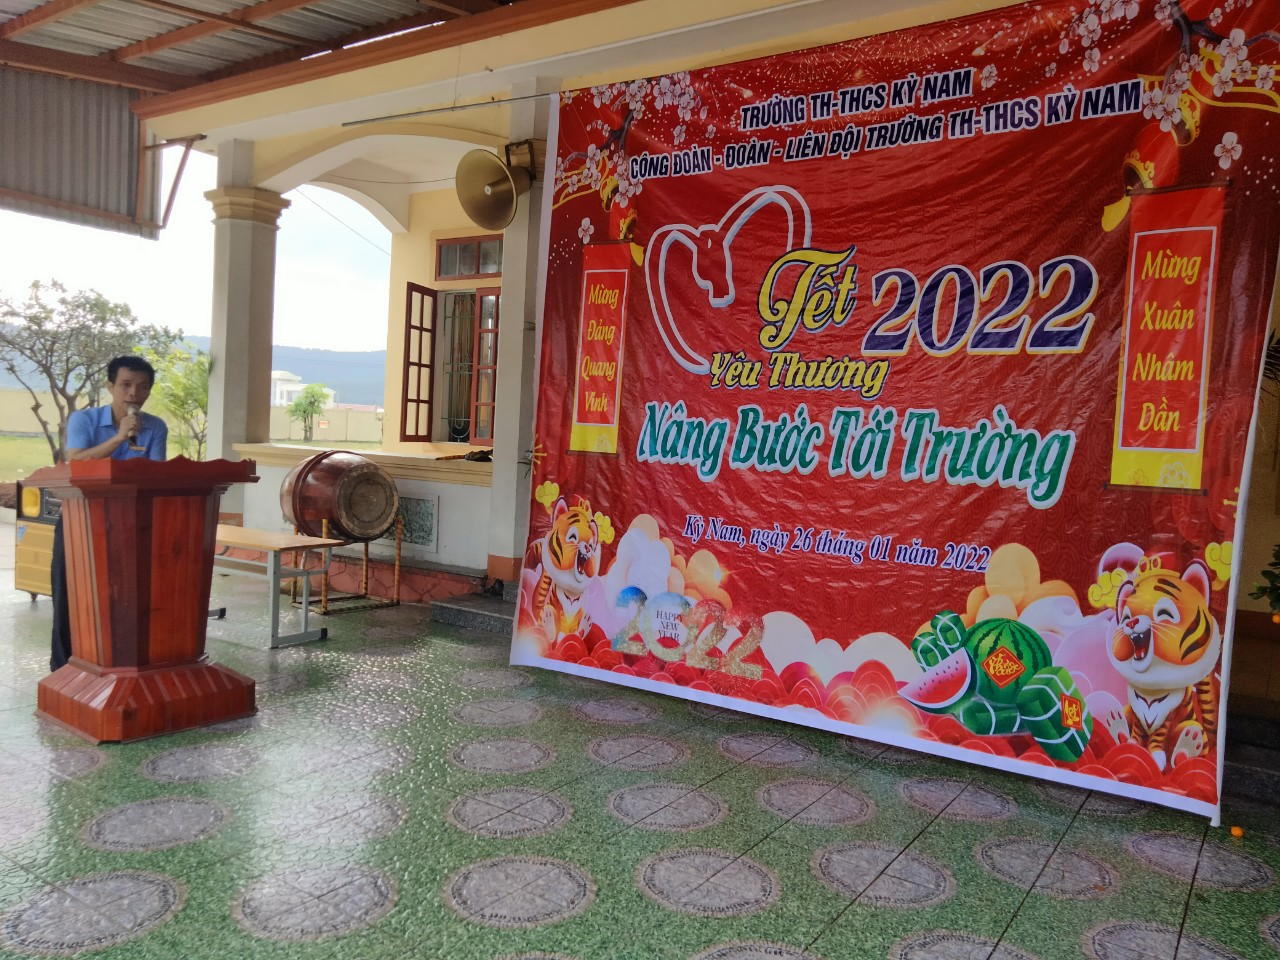 TRƯỜNG TH-THCS KỲ NAM
CÔNG ĐOÀN - ĐOÀN - LIÊN ĐỘI TRƯỜNG TH-THCS KỲ NAM
Tết 2022
Yêu Thương
Nâng Bước Tới Trường
Kỳ Nam, ngày 26 tháng 01 năm 2022
Mừng
Đảng
Quang
Vinh
Mừng
Xuân
Nhâm
Dần
2022
HAPPY
NEW
YEAR